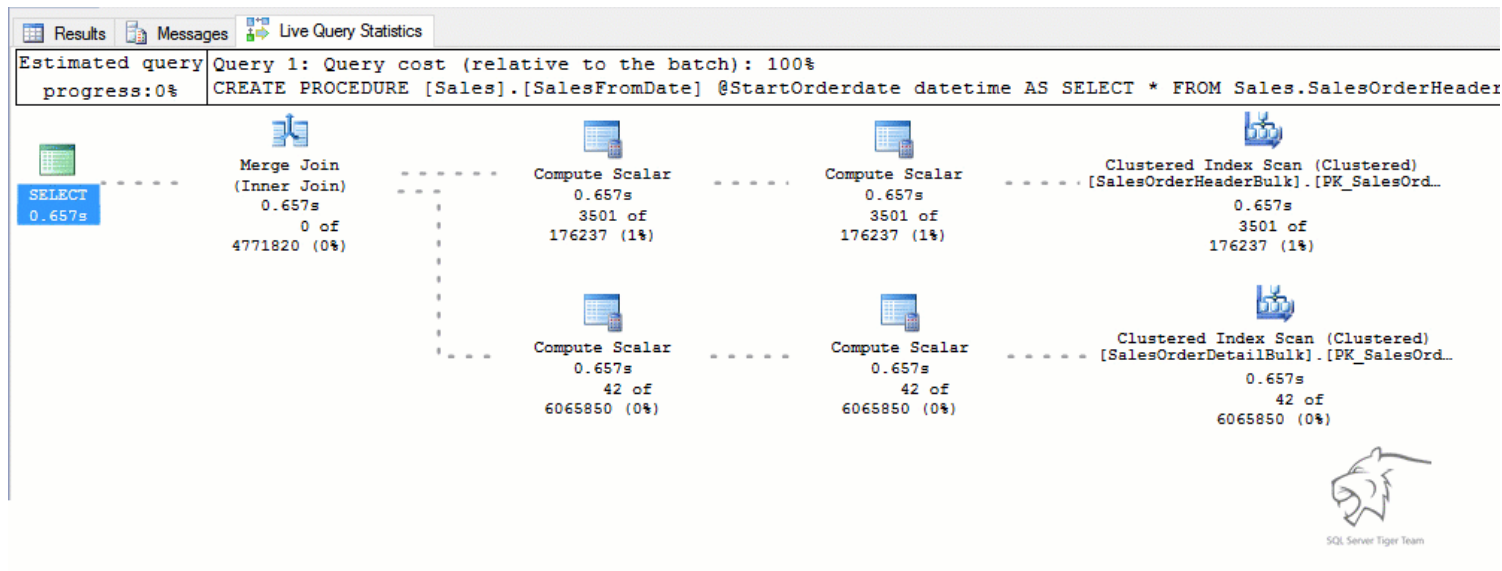 Results Messages Live Query Statistics
Estimated query
progress:0%
Query 1: Query cost (relative to the batch): 100%
CREATE PROCEDURE [Sales].[SalesFromDate] @StartOrderdate datetime AS SELECT * FROM Sales.SalesOrderHeader
SELECT
0.657s
Merge Join
(Inner Join)
0.657s
0 of
4771820 (0%)
Compute Scalar
0.657s
3501 of
176237 (1%)
Compute Scalar
0.657s
3501 of
176237 (1%)
Clustered Index Scan (Clustered)
[SalesOrderHeaderBulk].[PK_SalesOrd…
0.657s
3501 of
176237 (1%)
Compute Scalar
0.657s
42 of
6065850 (0%)
Compute Scalar
0.657s
42 of
6065850 (0%)
Clustered Index Scan (Clustered)
[SalesOrderDetailBulk].[PK_SalesOrd…
0.657s
42 of
6065850 (0%)
SQL Server Tiger Team